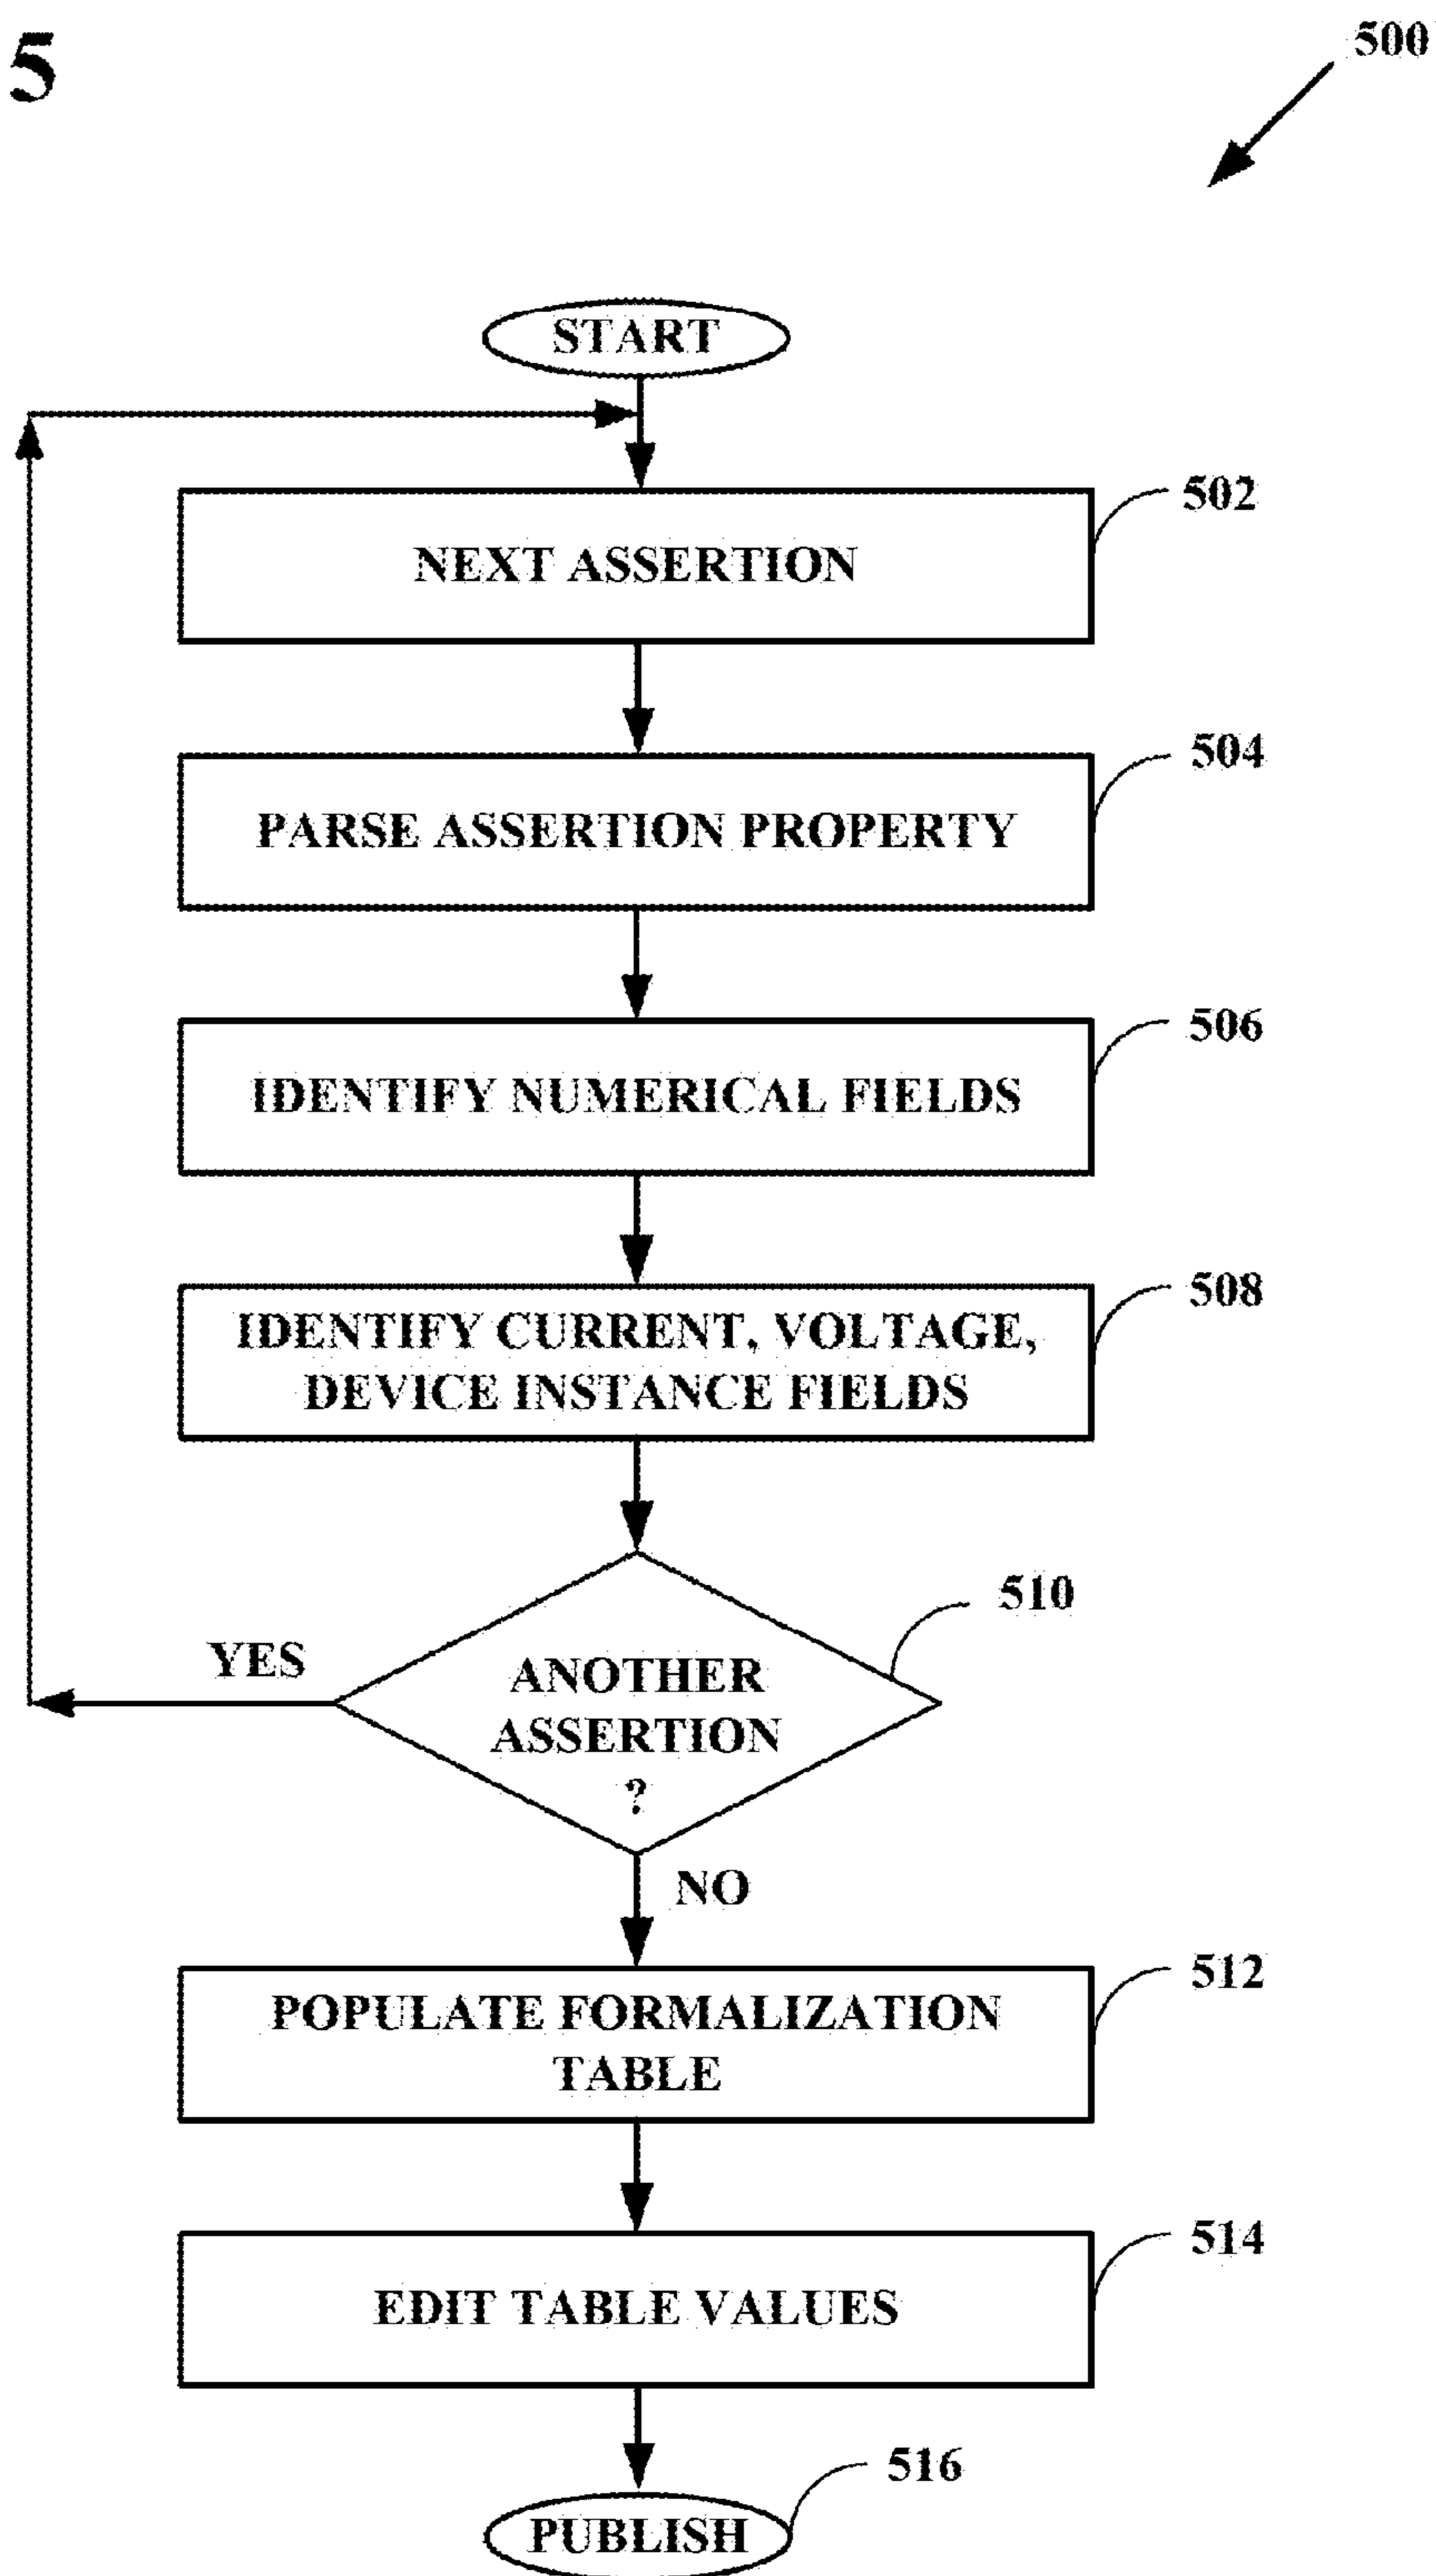 5
500
START
502
NEXT ASSERTION
504
PARSE ASSERTION PROPERTY
506
IDENTIFY NUMERICAL FIELDS
508
IDENTIFY CURRENT, VOLTAGE,
DEVICE INSTANCE FIELDS
510
YES
ANOTHER
ASSERTION
?
NO
512
POPULATE FORMALIZATION
TABLE
514
EDIT TABLE VALUES
516
PUBLISH